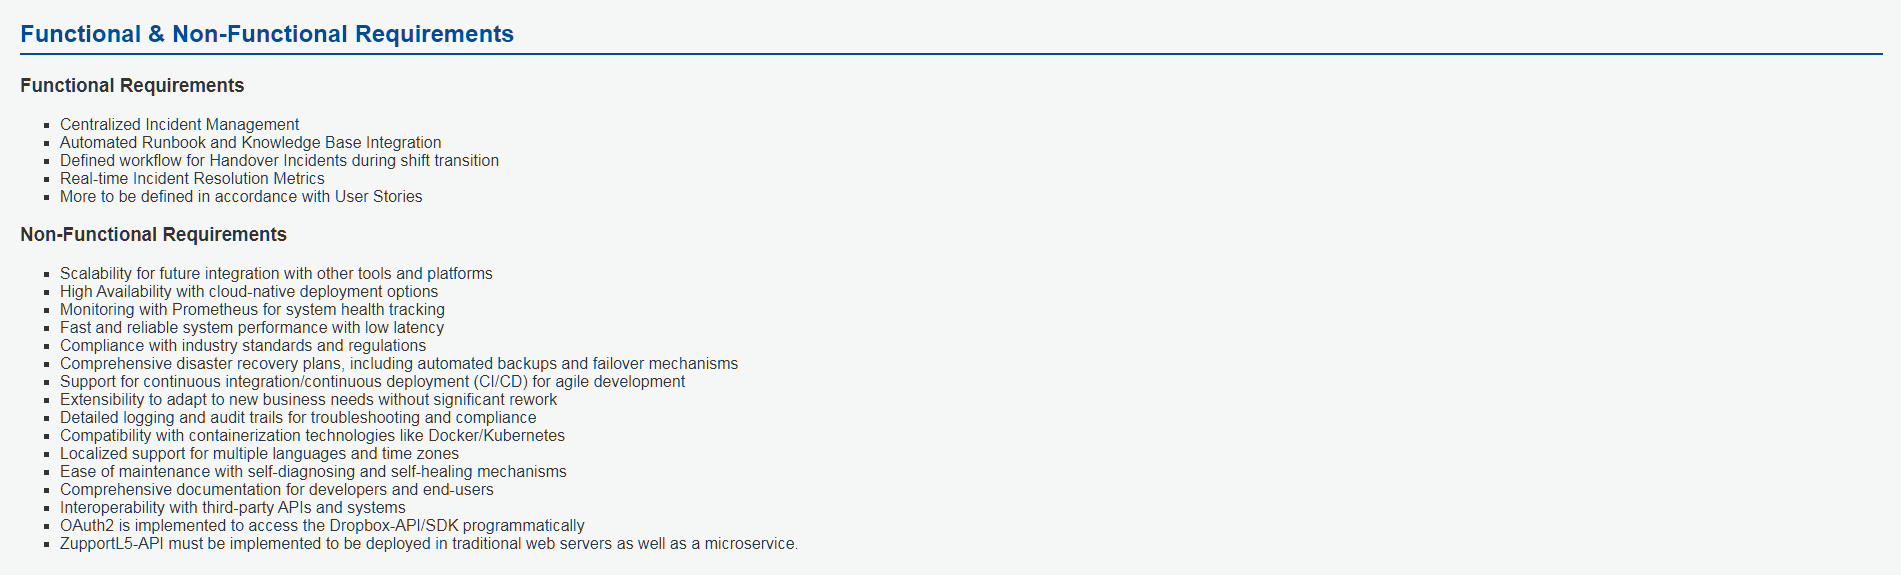 Functional & Non-Functional Requirements
Functional Requirements
Centralized Incident Management
Automated Runbook and Knowledge Base Integration
Defined workflow for Handover Incidents during shift transition
Real-time Incident Resolution Metrics
More to be defined in accordance with User Stories
Non-Functional Requirements
Scalability for future integration with other tools and platforms
High Availability with cloud-native deployment options
Monitoring with Prometheus for system health tracking
Fast and reliable system performance with low latency
Compliance with industry standards and regulations
Comprehensive disaster recovery plans, including automated backups and failover mechanisms
Support for continuous integration/continuous deployment (CI/CD) for agile development
Extensibility to adapt to new business needs without significant rework
Detailed logging and audit trails for troubleshooting and compliance
Compatibility with containerization technologies like Docker/Kubernetes
Localized support for multiple languages and time zones
Ease of maintenance with self-diagnosing and self-healing mechanisms
Comprehensive documentation for developers and end-users
Interoperability with third-party APIs and systems
OAuth2 is implemented to access the Dropbox-API/SDK programmatically
ZupportL5-API must be implemented to be deployed in traditional web servers as well as a microservice.